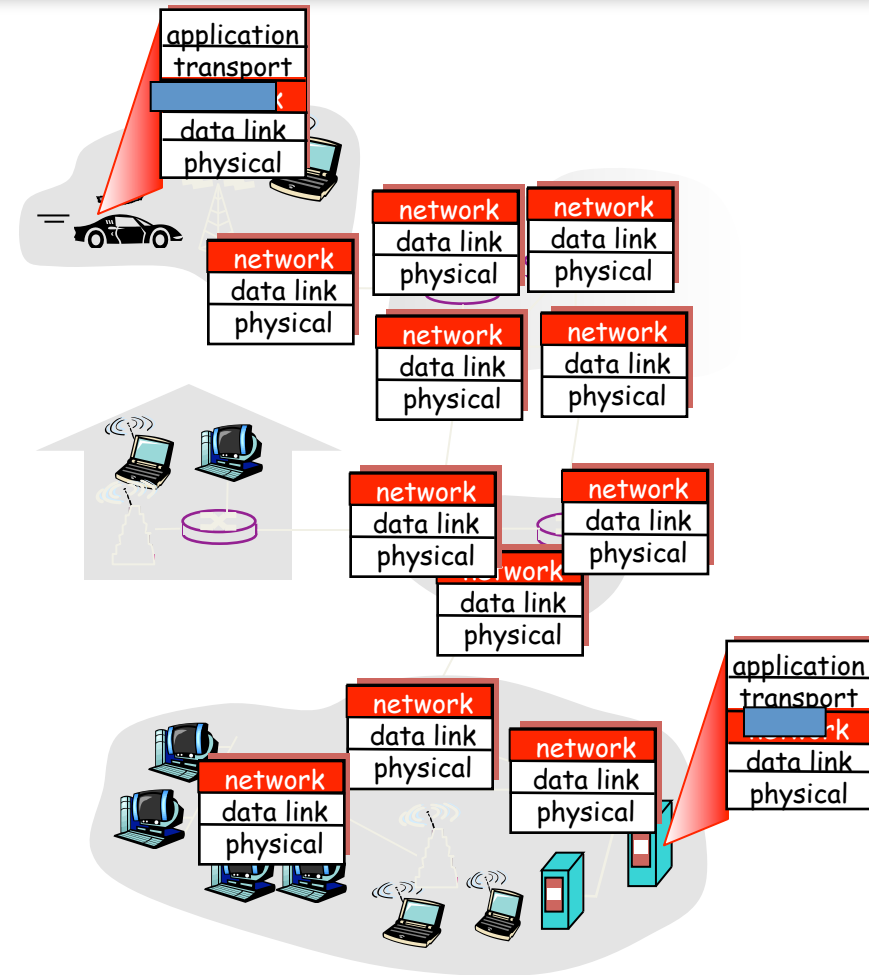 application
transport
data link
physical
network
data link
physical
network
data link
physical
network
data link
physical
network
data link
physical
network
data link
physical
network
data link
physical
network
data link
physical
data link
physical
application
transport
data link
physical
network
data link
physical
network
data link
physical
network
data link
physical